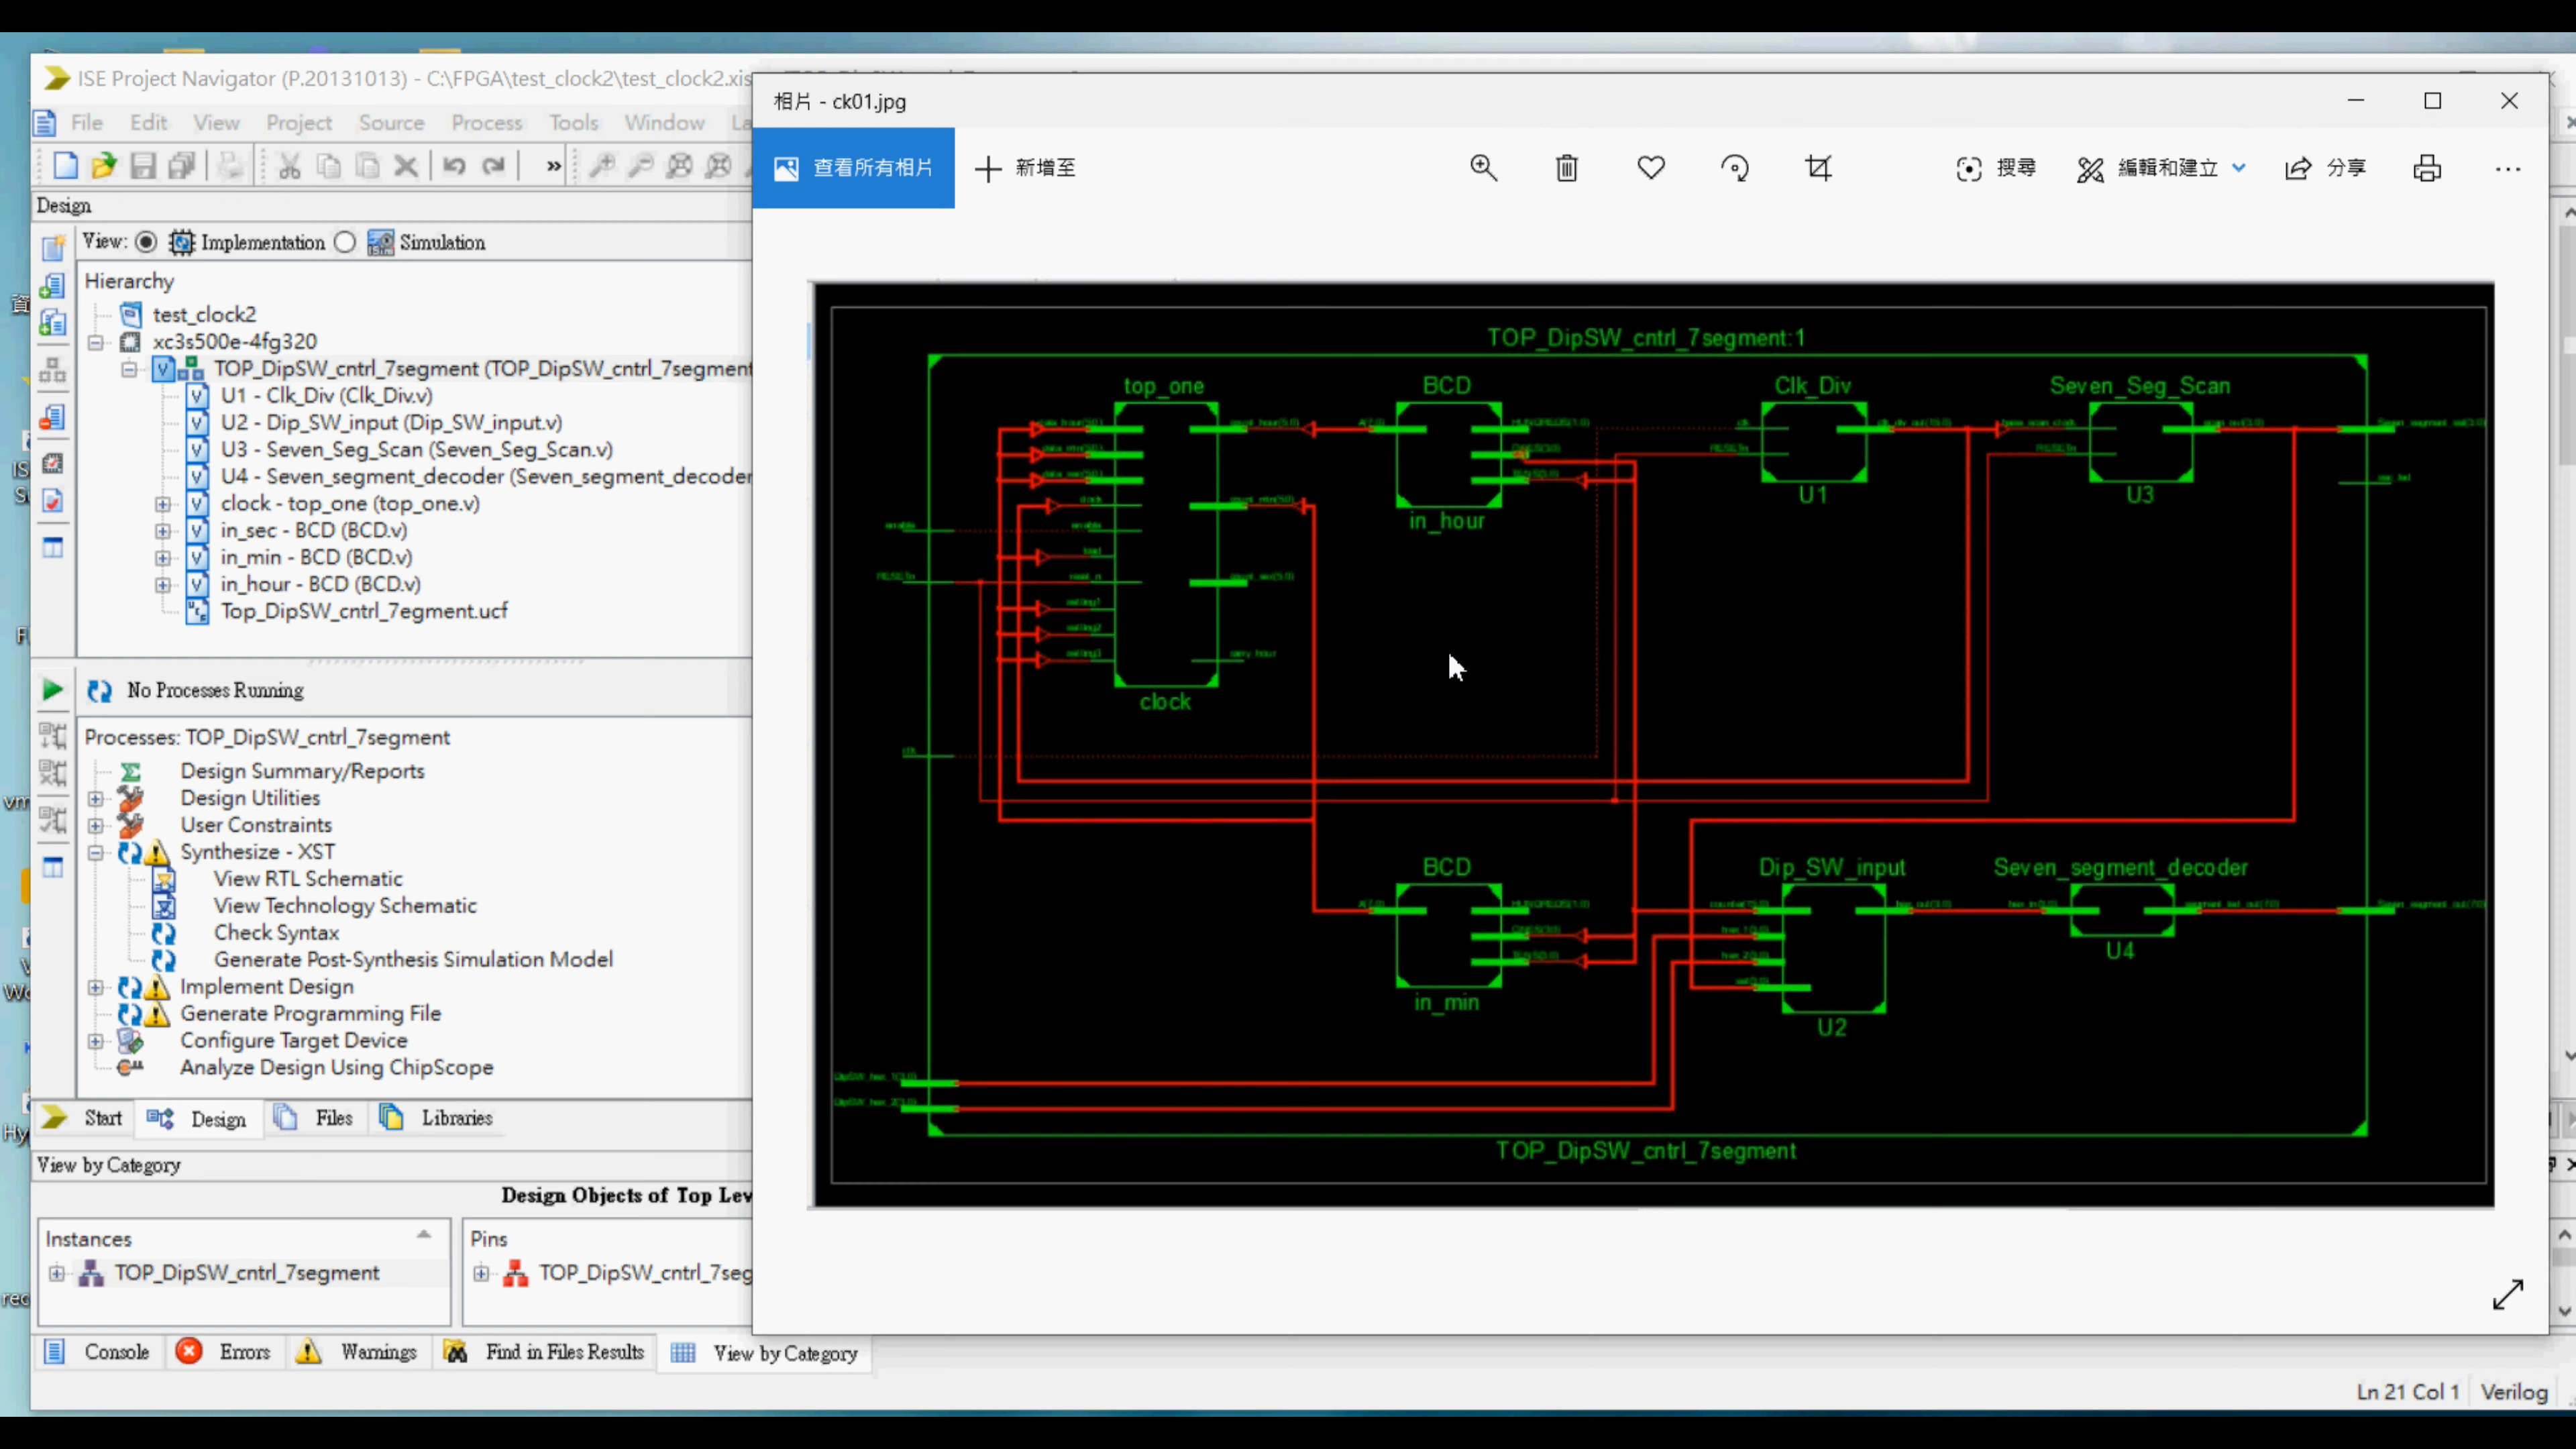 ISE Project Navigator (P.20131013) - C:\FPGA\test_clock2\test_clock2.xis
File Edit View Project Source Process Tools Window La
Design
View: Implementation Simulation
Hierarchy
test_clock2
xc3s500e-4fg320
TOP_DipSW_cntrl_7segment (TOP_DipSW_cntrl_7segment
U1 - Clk_Div (Clk_Div.v)
U2 - Dip_SW_input (Dip_SW_input.v)
U3 - Seven_Seg_Scan (Seven_Seg_Scan.v)
U4 - Seven_segment_decoder (Seven_segment_decoder
clock - top_one (top_one.v)
in_sec - BCD (BCD.v)
in_min - BCD (BCD.v)
in_hour - BCD (BCD.v)
Top_DipSW_cntrl_7egment.ucf
No Processes Running
Processes: TOP_DipSW_cntrl_7segment
Design Summary/Reports
Design Utilities
User Constraints
Synthesize - XST
View RTL Schematic
View Technology Schematic
Check Syntax
Generate Post-Synthesis Simulation Model
Implement Design
Generate Programming File
Configure Target Device
Analyze Design Using ChipScope
Start Design Files Libraries
View by Category
Design Objects of Top Lev
Instances
TOP_DipSW_cntrl_7segment
Pins
TOP_DipSW_cntrl_7seg
Console Errors Warnings Find in Files Results View by Category
Ln 21 Col 1 Verilog
相片 - ck01.jpg
查看所有相片 新增至 搜尋 編輯和建立 分享
TOP_DipSW_cntrl_7segment:1
top_one BCD Clk_Div Seven_Seg_Scan
U1 U3
in_hour
clock
BCD Dip_SW_input Seven_segment_decoder
U4
in_min
U2
TOP_DipSW_cntrl_7segment